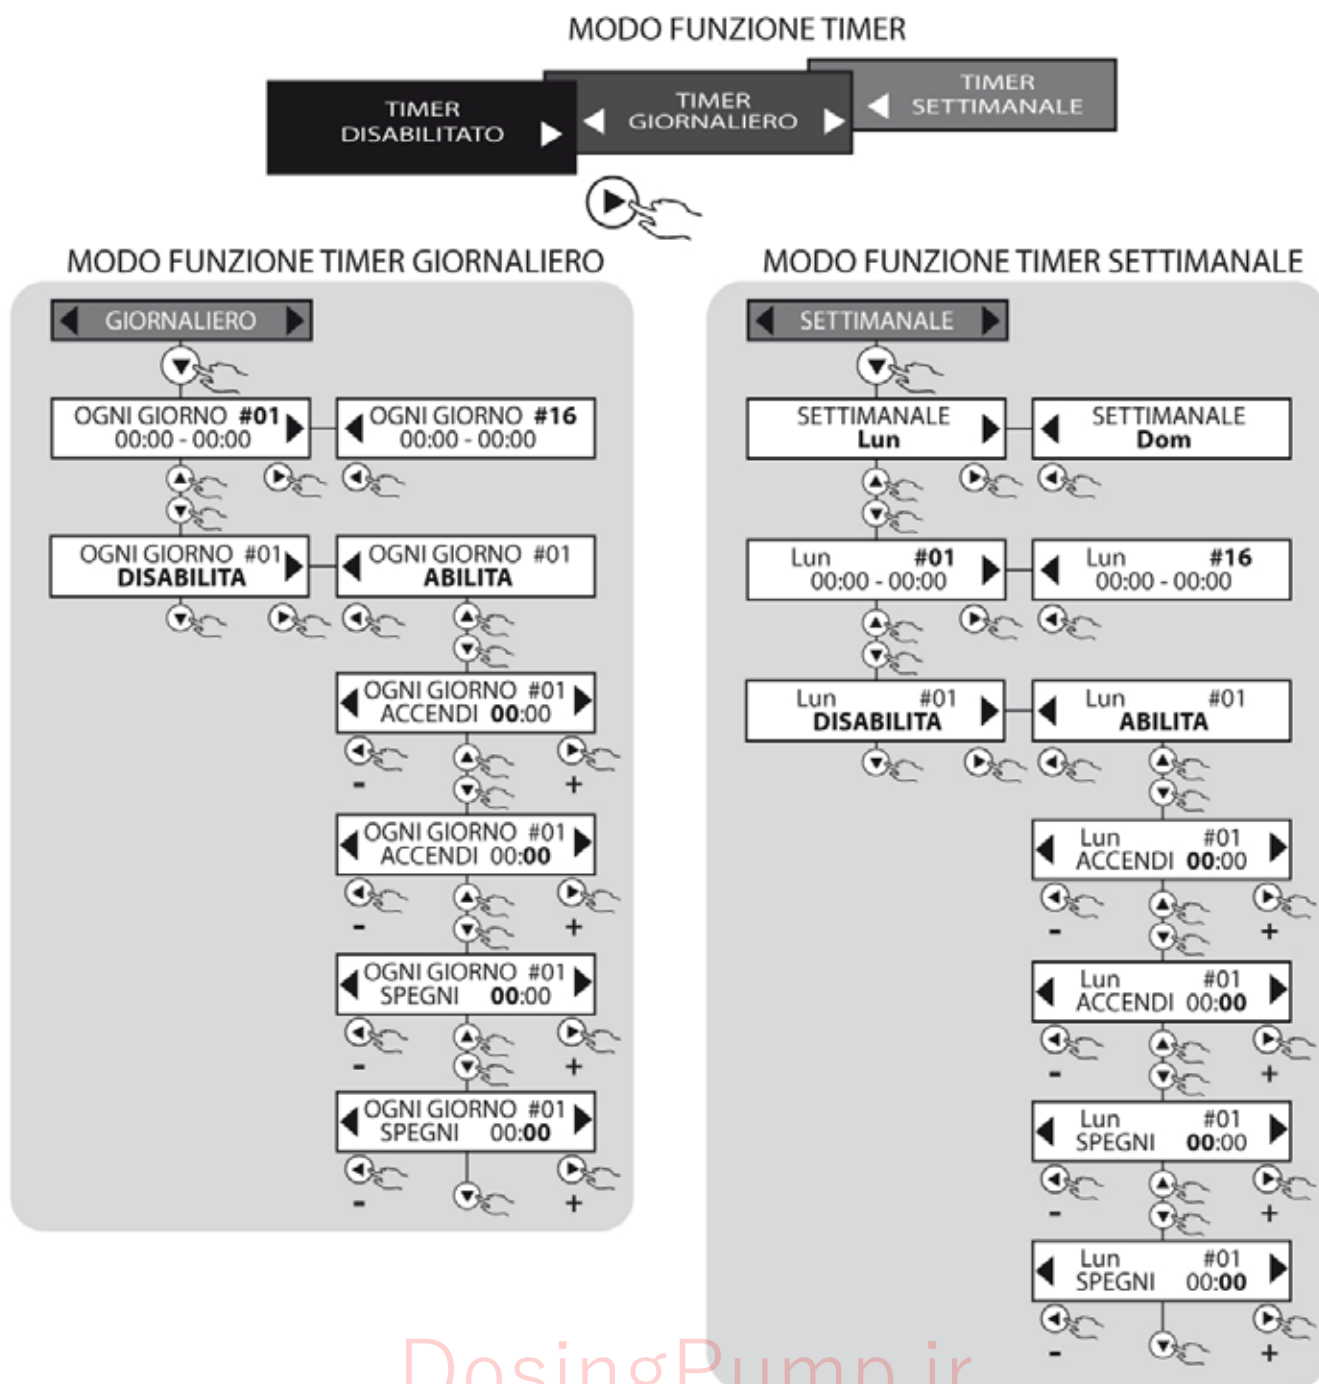 MODO FUNZIONE TIMER
TIMER
DISABILITATO
TIMER
GIORNALIERO
TIMER
SETTIMANALE
MODO FUNZIONE TIMER GIORNALIERO
GIORNALIERO
OGNI GIORNO #01
00:00 - 00:00
OGNI GIORNO #16
00:00 - 00:00
OGNI GIORNO #01
DISABILITA
OGNI GIORNO #01
ABILITA
OGNI GIORNO #01
ACCENDI 00:00
- +
OGNI GIORNO #01
ACCENDI 00:00
- +
OGNI GIORNO #01
SPEGNI 00:00
- +
OGNI GIORNO #01
SPEGNI 00:00
- +
MODO FUNZIONE TIMER SETTIMANALE
SETTIMANALE
SETTIMANALE
Lun
SETTIMANALE
Dom
Lun #01
00:00 - 00:00
Lun #16
00:00 - 00:00
Lun #01
DISABILITA
Lun #01
ABILITA
Lun #01
ACCENDI 00:00
- +
Lun #01
ACCENDI 00:00
- +
Lun #01
SPEGNI 00:00
- +
Lun #01
SPEGNI 00:00
- +
DosingPump.ir